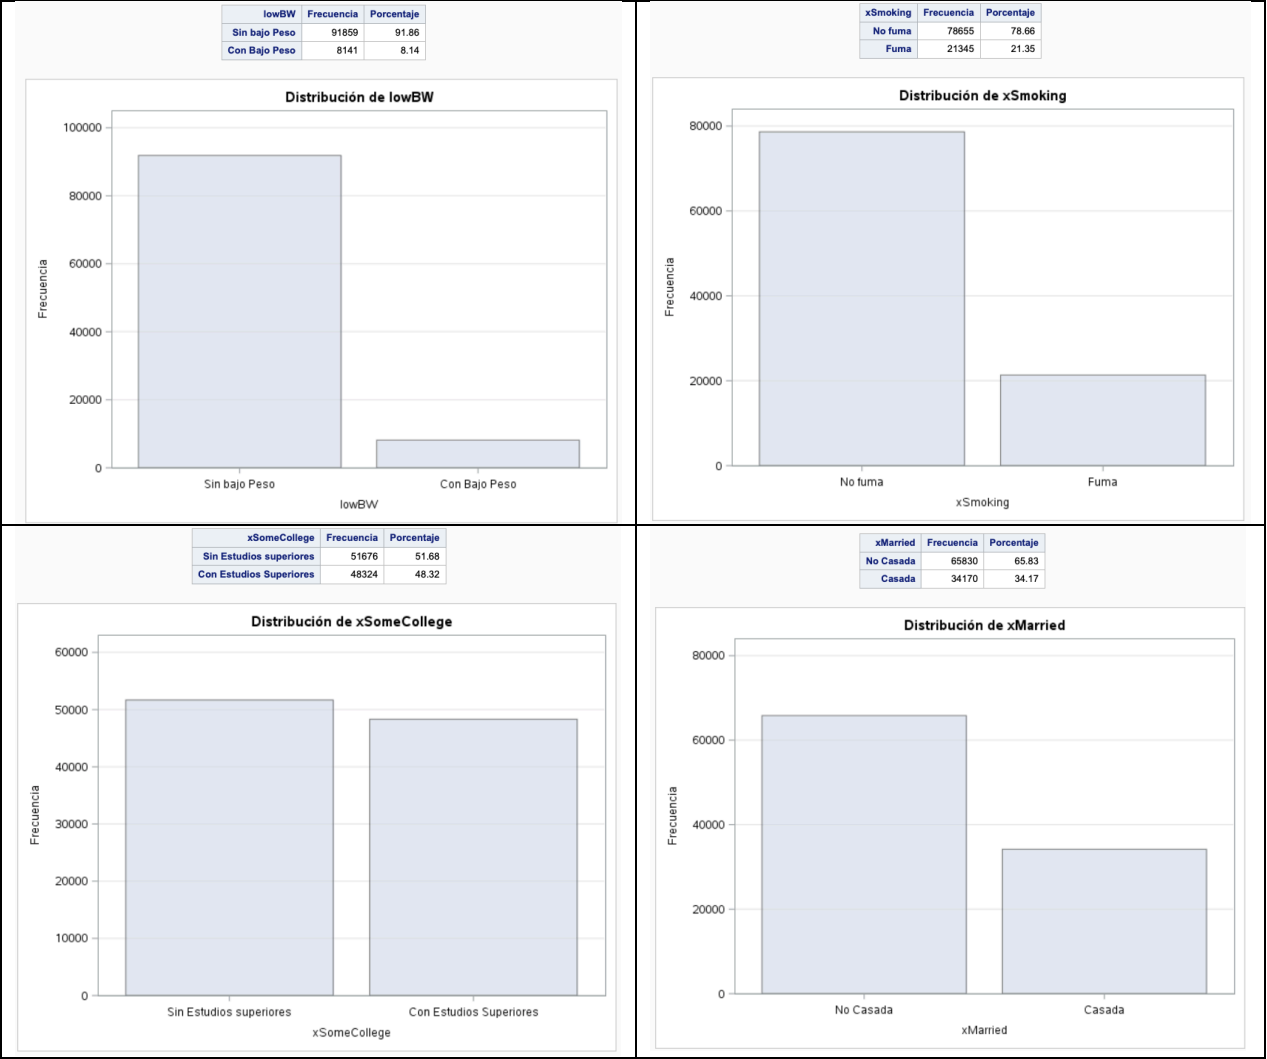 lowBW Frecuencia Porcentaje
Sin bajo Peso 91859 91.86
Con Bajo Peso 8141 8.14
Distribución de lowBW
100000
80000
60000
40000
20000
0
Frecuencia
Sin bajo Peso Con Bajo Peso
lowBW
xSmoking Frecuencia Porcentaje
No fuma 78655 78.66
Fuma 21345 21.35
Distribución de xSmoking
80000
60000
40000
20000
0
Frecuencia
No fuma Fuma
xSmoking
xSomeCollege Frecuencia Porcentaje
Sin Estudios superiores 51676 51.68
Con Estudios Superiores 48324 48.32
Distribución de xSomeCollege
60000
50000
40000
30000
20000
10000
0
Frecuencia
Sin Estudios superiores Con Estudios Superiores
xSomeCollege
xMarried Frecuencia Porcentaje
No Casada 65830 65.83
Casada 34170 34.17
Distribución de xMarried
80000
60000
40000
20000
0
Frecuencia
No Casada Casada
xMarried